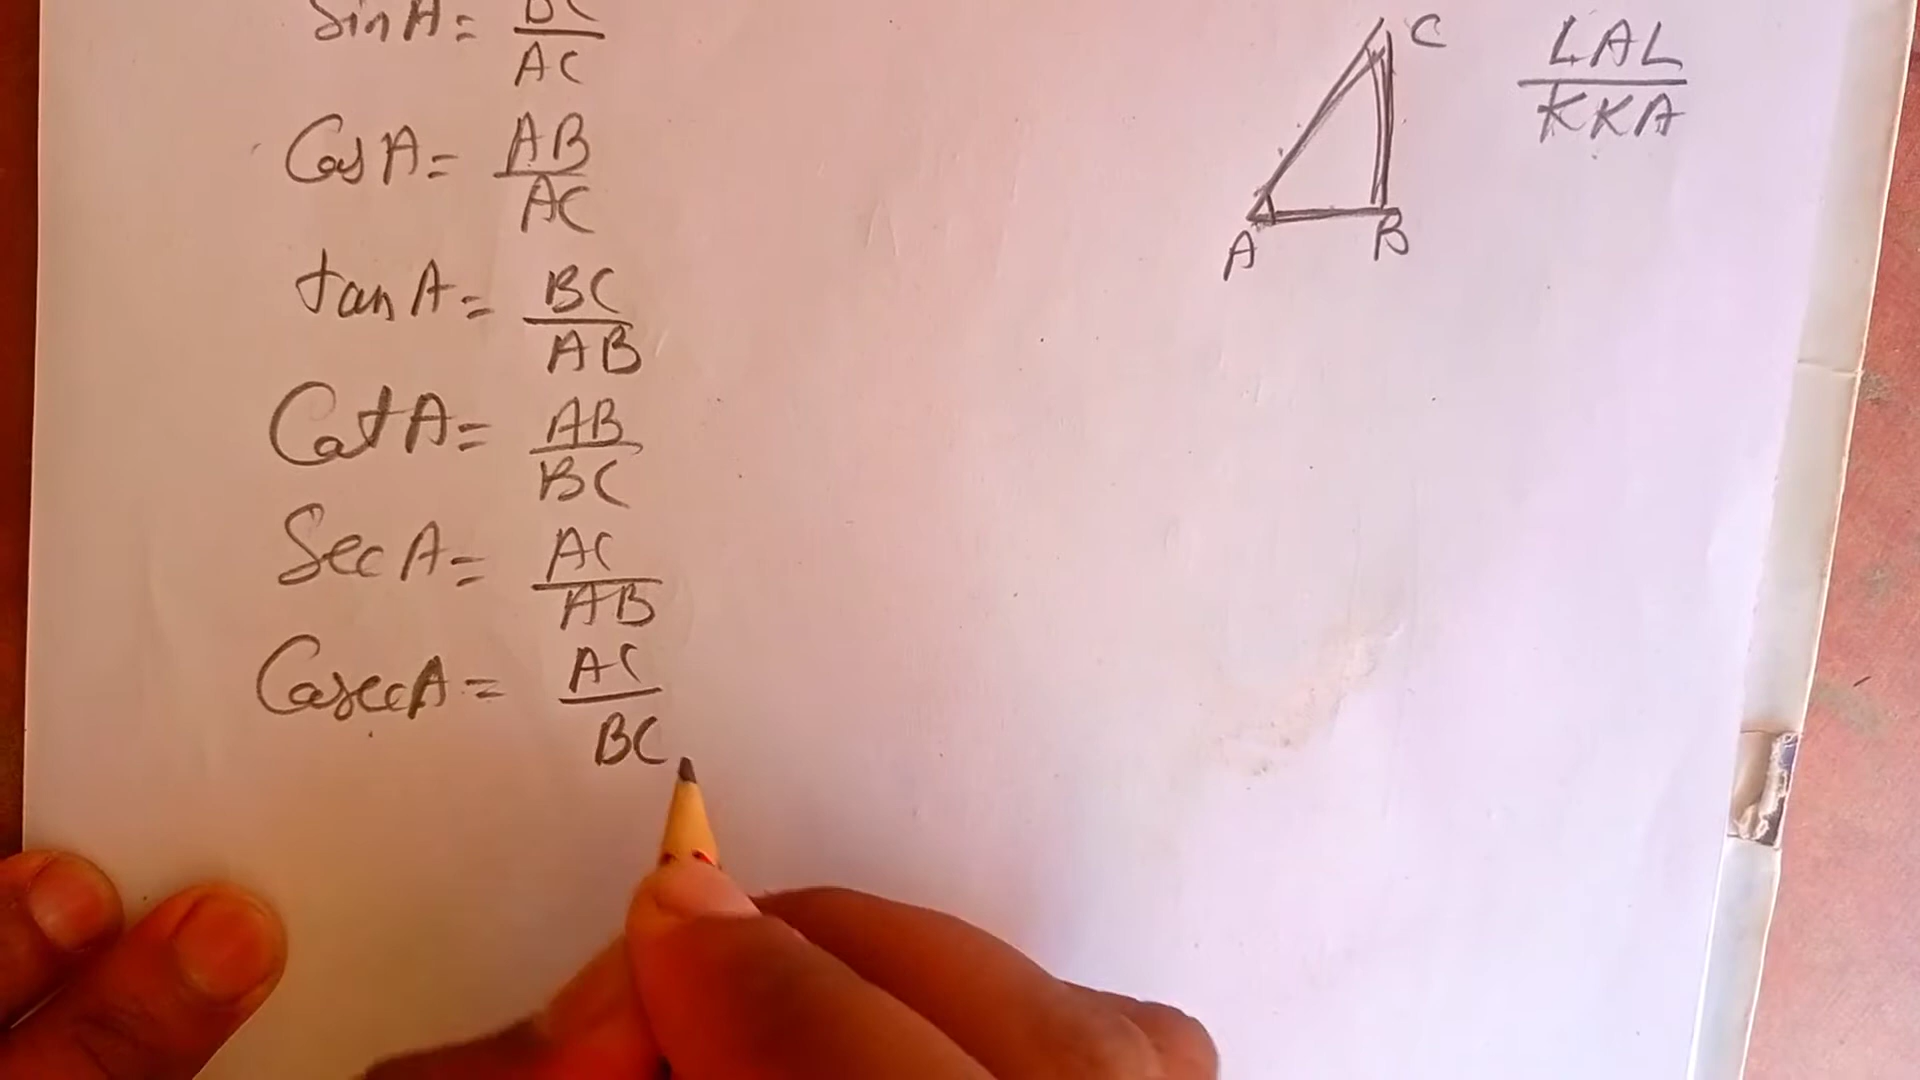 Sin A = BC/AC
Cos A = AB/AC
tan A = BC/AB
Cot A = AB/BC
Sec A = AC/AB
Cosec A = AC/BC
C
A B
LAL/KKA